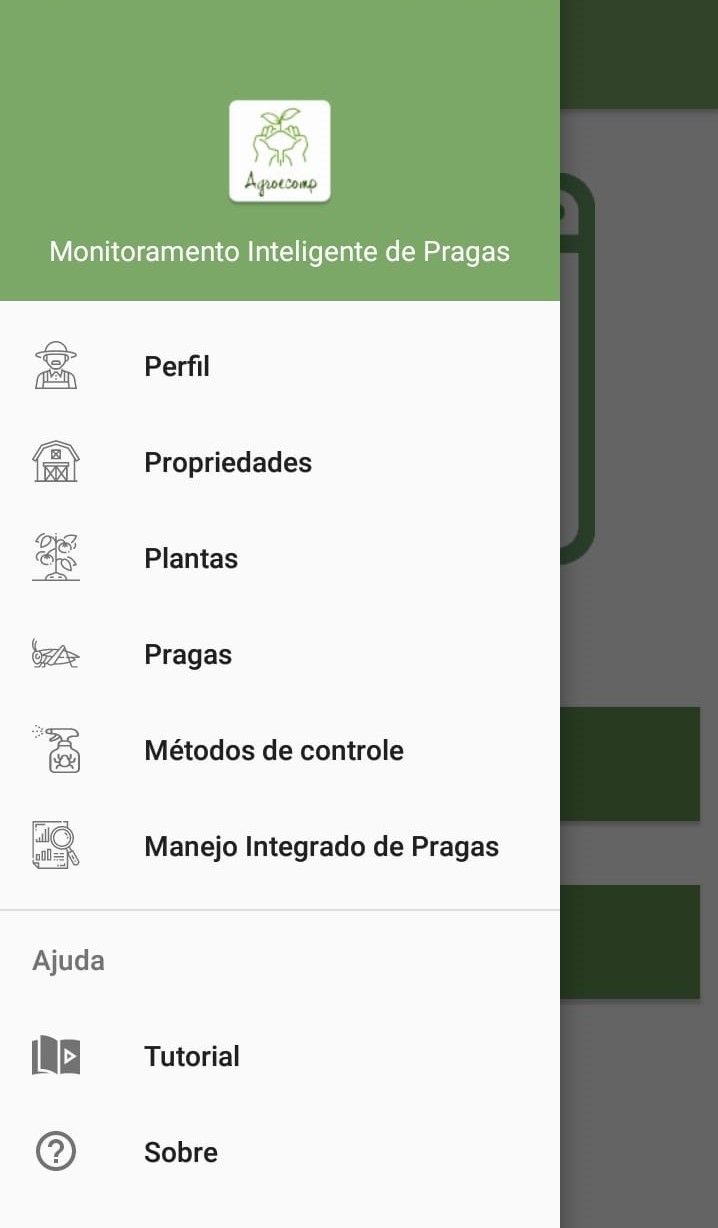 Agroecomp
Monitoramento Inteligente de Pragas
Perfil
Propriedades
Plantas
Pragas
Métodos de controle
Manejo Integrado de Pragas
Ajuda
Tutorial
Sobre